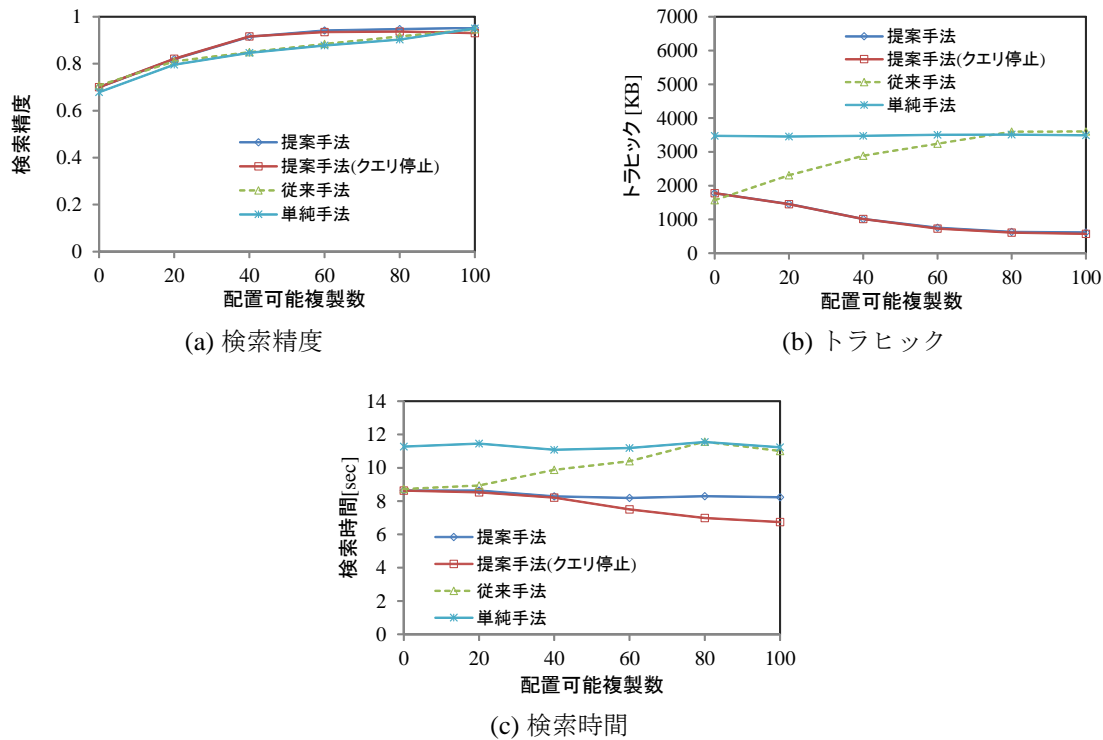 検索精度
1
0.8
0.6
0.4
0.2
0
提案手法
提案手法(クエリ停止)
従来手法
単純手法
0 20 40 60 80 100
配置可能複製数
(a) 検索精度
トラヒック [KB]
7000
6000
5000
4000
3000
2000
1000
0
提案手法
提案手法(クエリ停止)
従来手法
単純手法
0 20 40 60 80 100
配置可能複製数
(b) トラヒック
検索時間[sec]
14
12
10
8
6
4
2
0
提案手法
提案手法(クエリ停止)
従来手法
単純手法
0 20 40 60 80 100
配置可能複製数
(c) 検索時間